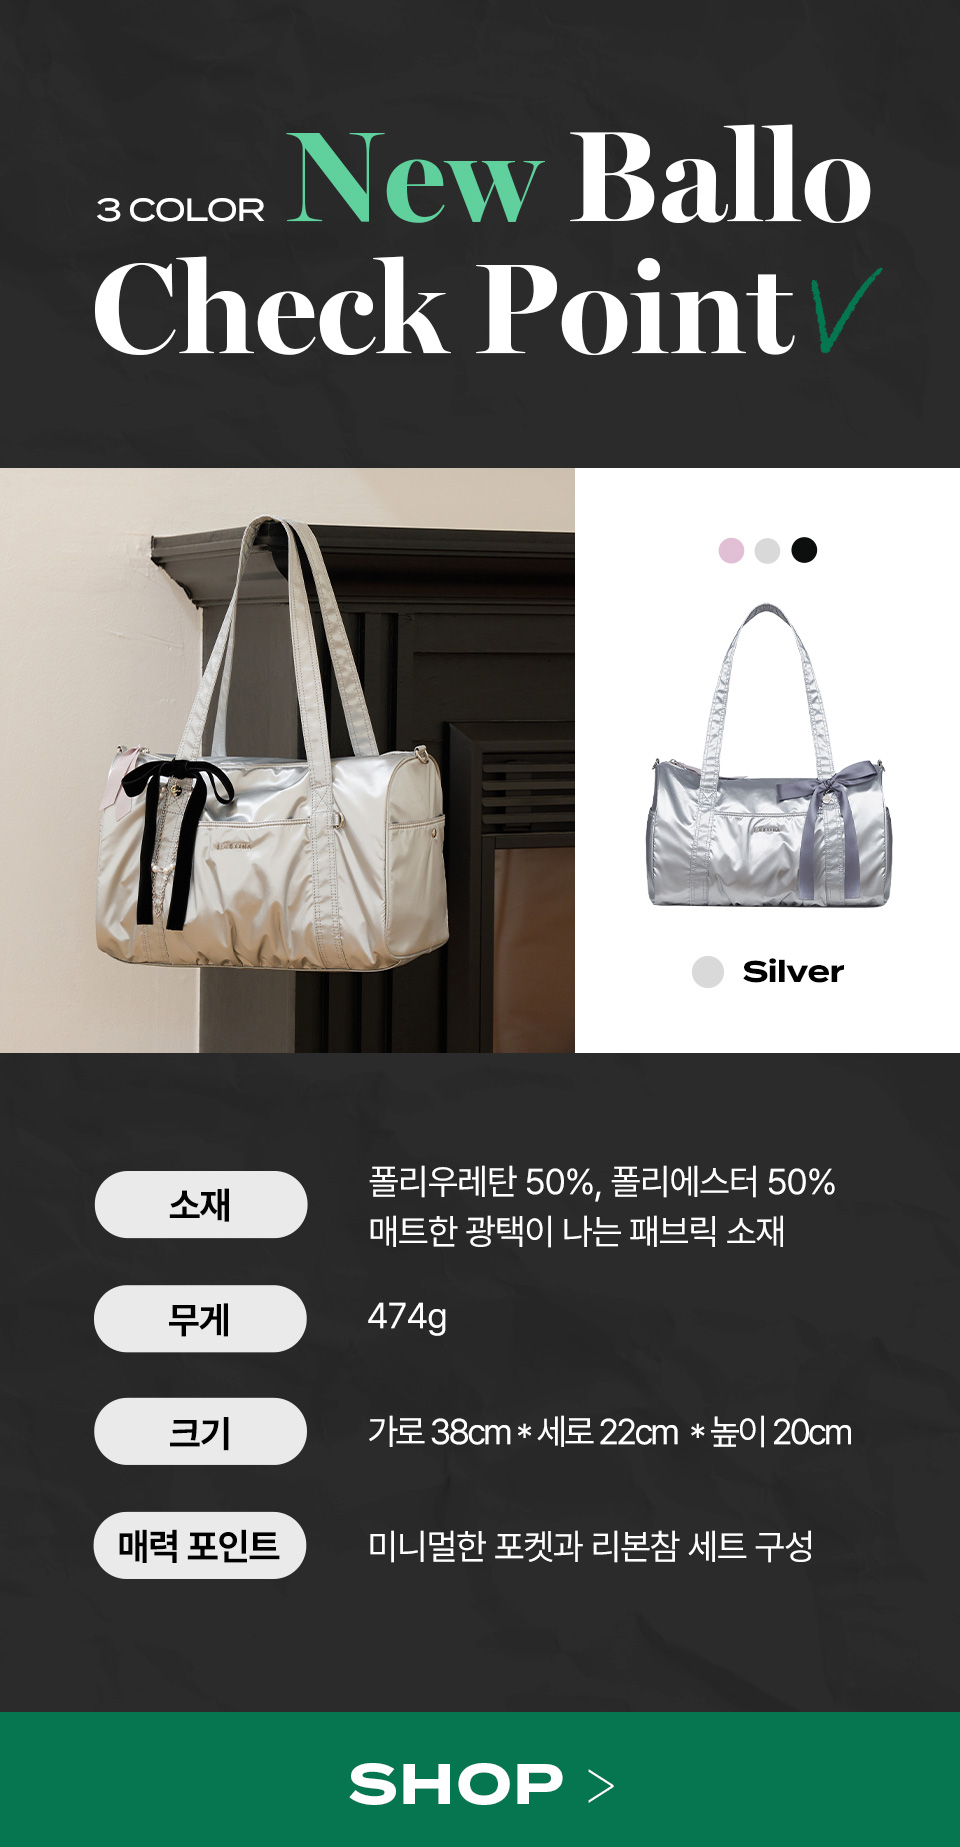 3 COLOR New Ballo
Check Point
Silver
소재
폴리우레탄 50%, 폴리에스터 50%
매트한 광택이 나는 패브릭 소재
무게
474g
크기
가로 38cm * 세로 22cm * 높이 20cm
매력 포인트
미니멀한 포켓과 리본참 세트 구성
SHOP >